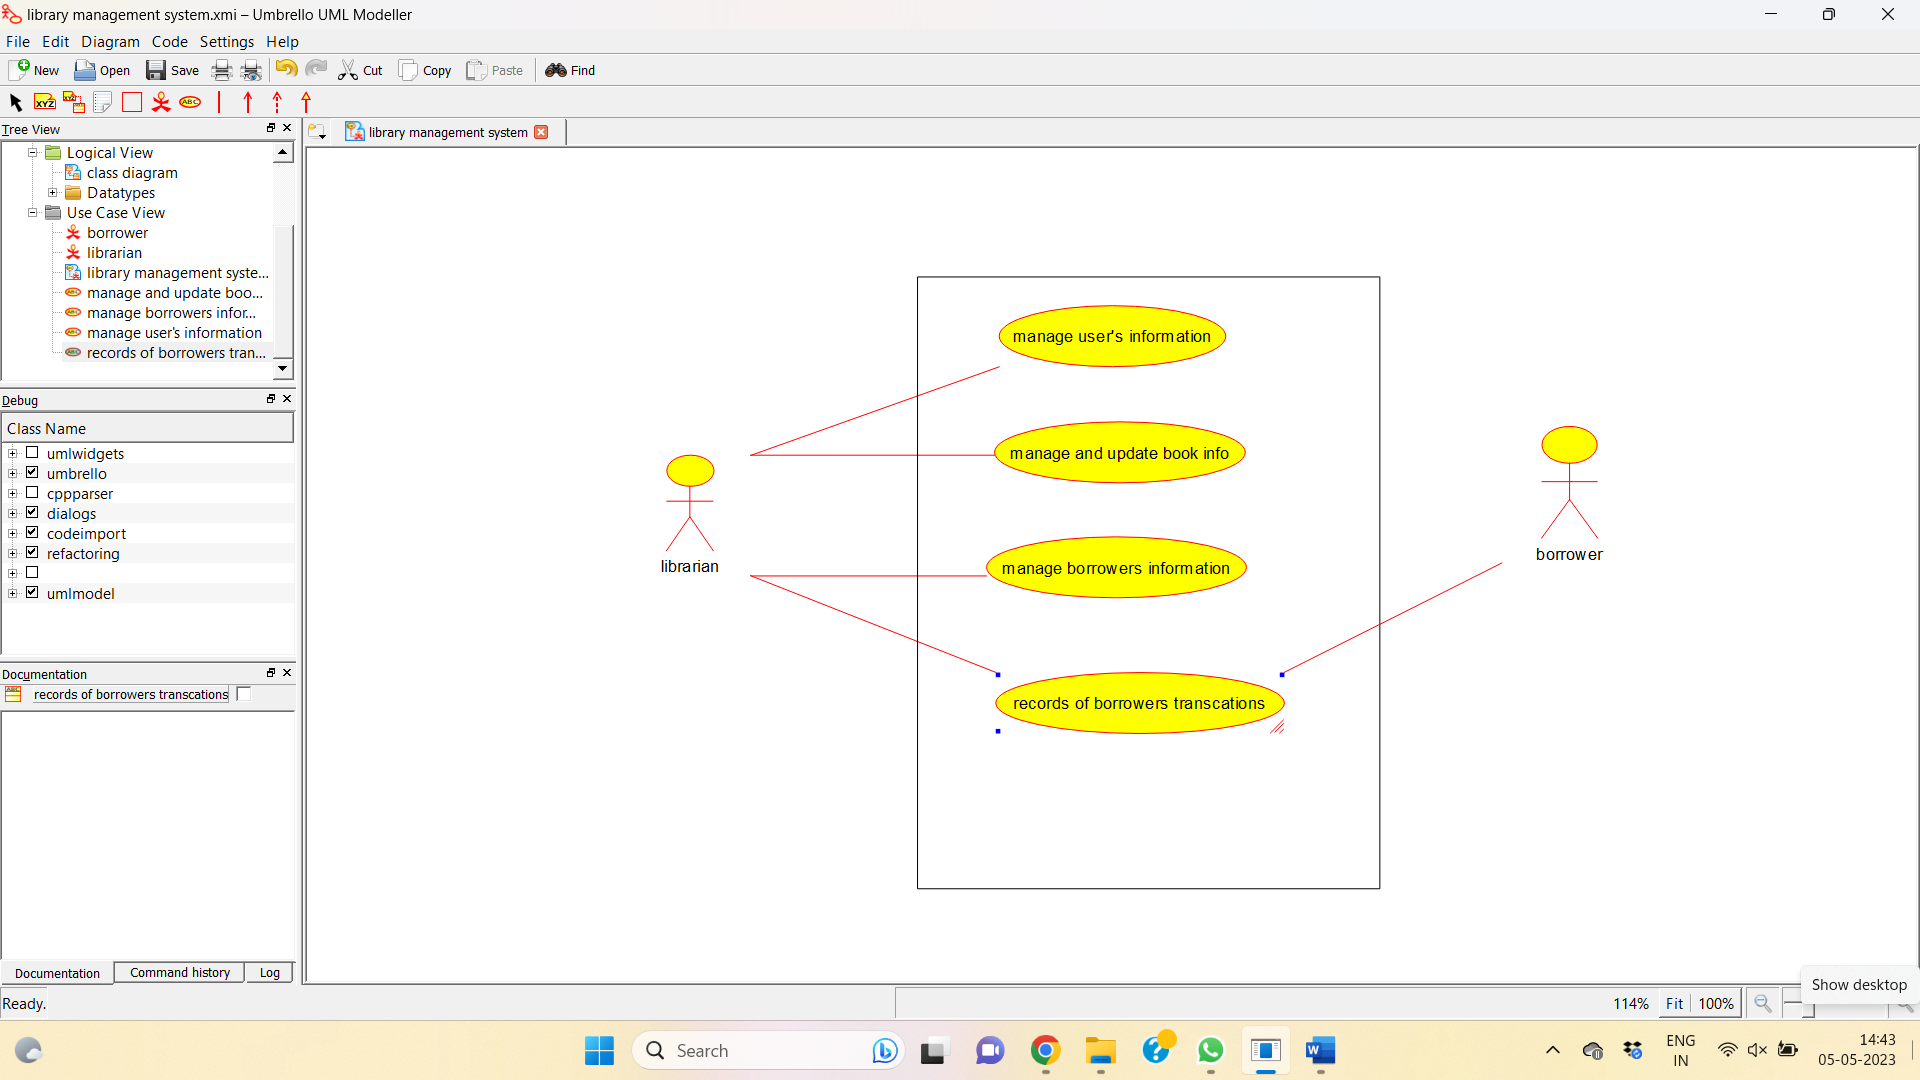 library management system.xmi – Umbrello UML Modeller
File Edit Diagram Code Settings Help
New Open Save Cut Copy Paste Find
XYZ XYZ ABC
Tree View
library management system
Logical View
class diagram
Datatypes
Use Case View
borrower
librarian
library management syste...
manage and update boo...
manage borrowers infor...
manage user's information
records of borrowers tran...
Debug
Class Name
umlwidgets
umbrello
cppparser
dialogs
codeimport
refactoring
umlmodel
Documentation
records of borrowers transcations
Documentation Command history Log
manage user's information
manage and update book info
manage borrowers information
records of borrowers transcations
librarian
borrower
Show desktop
Ready.
114% Fit 100%
Search
ENG
IN
14:43
05-05-2023